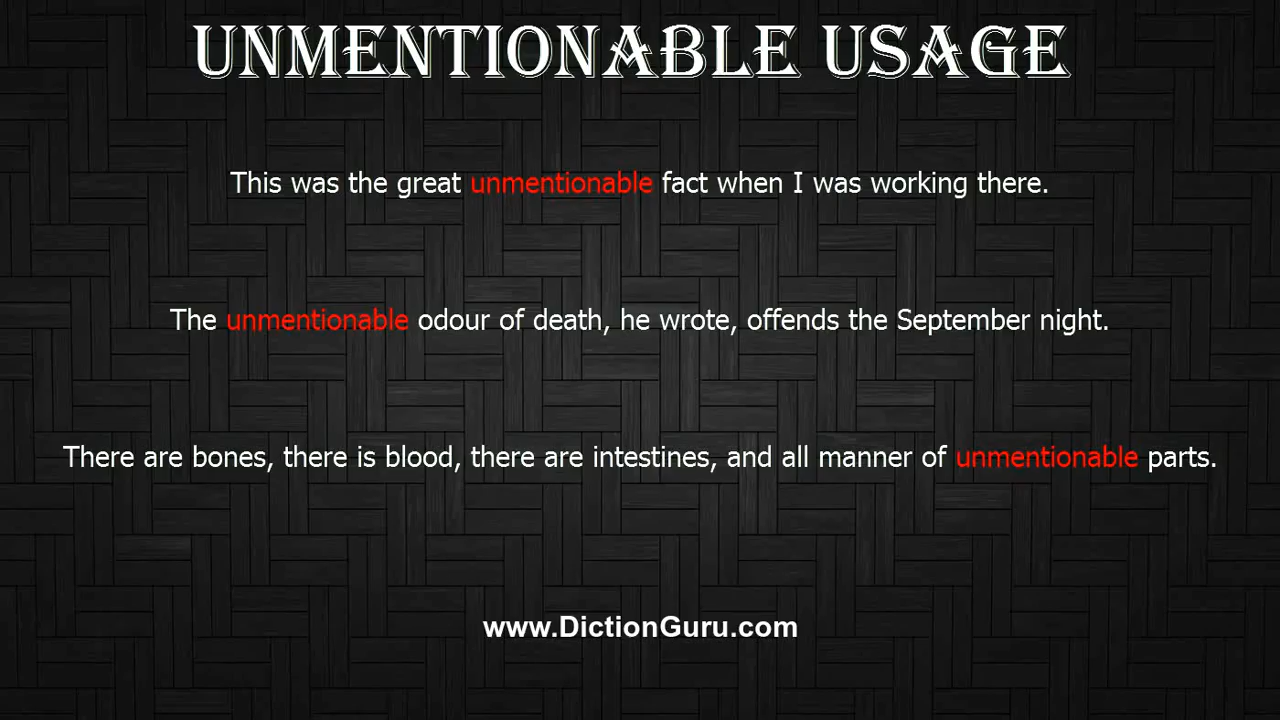 UNMENTIONABLE USAGE
This was the great unmentionable fact when I was working there.
The unmentionable odour of death, he wrote, offends the September night.
There are bones, there is blood, there are intestines, and all manner of unmentionable parts.
www.DictionGuru.com